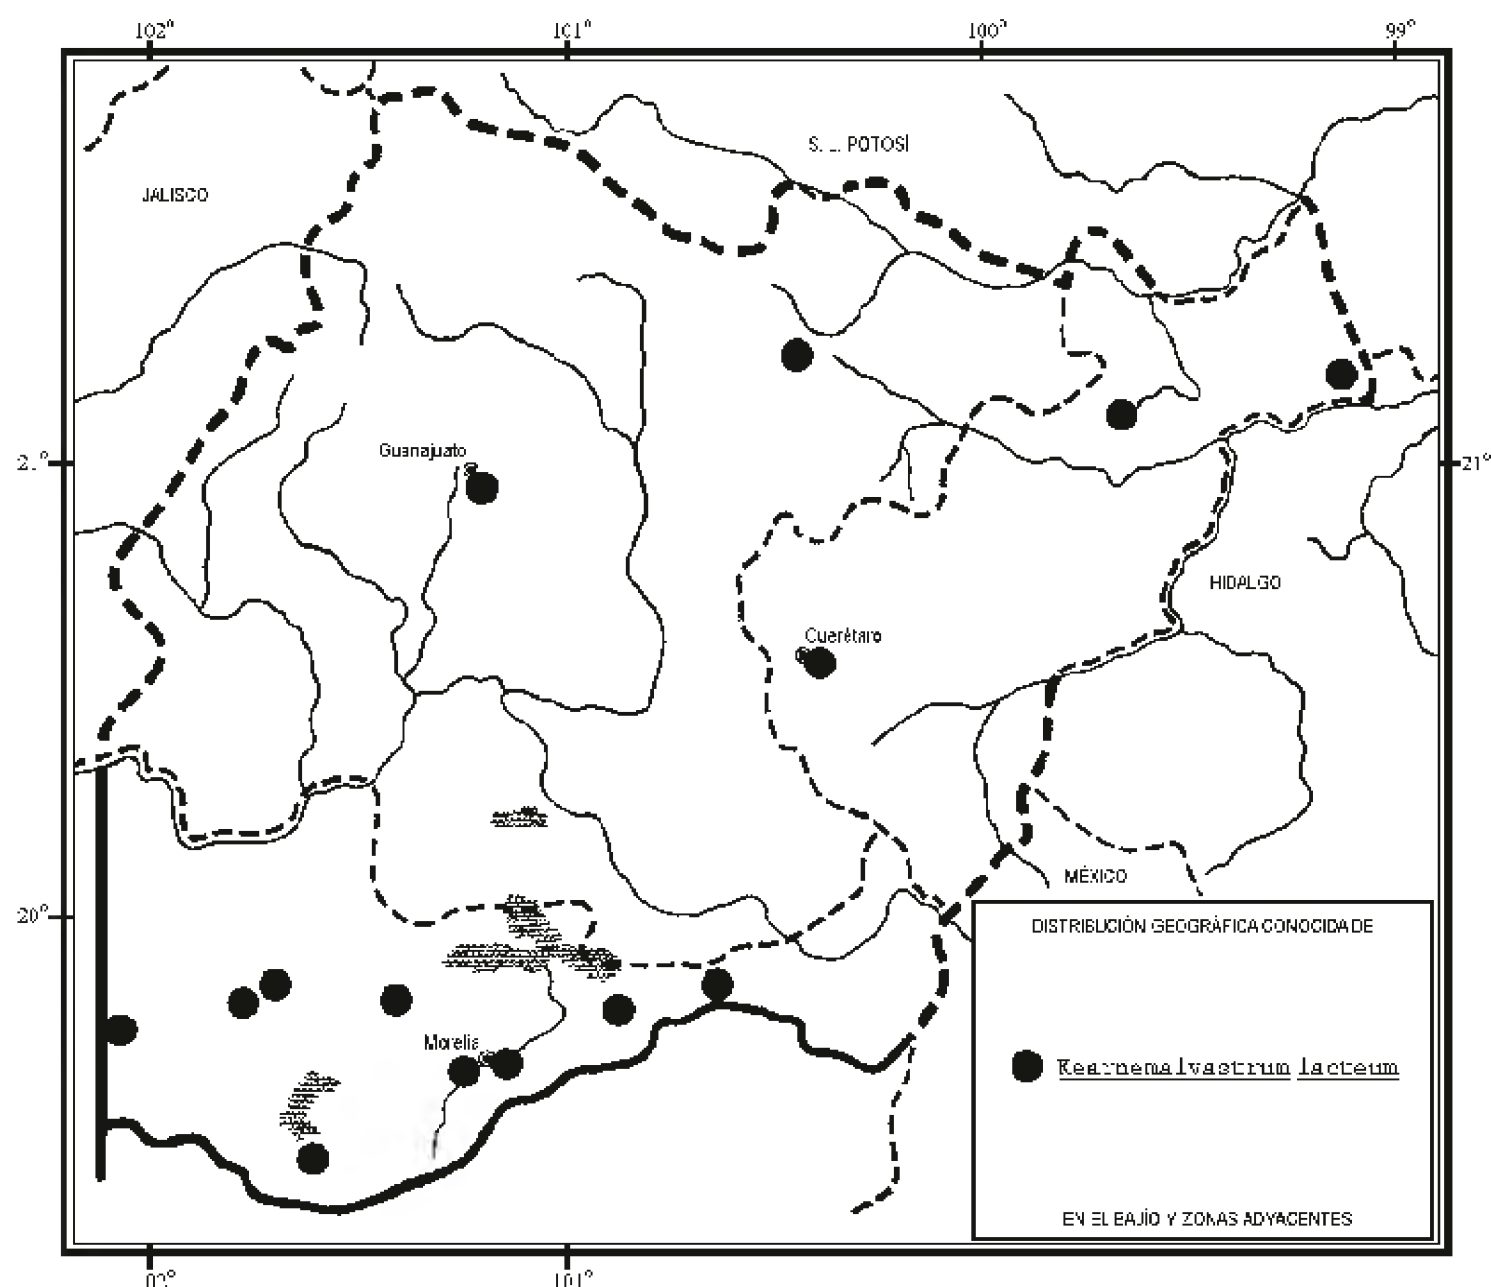 102° 101° 100° 99°
S. L. POTOSÍ
JALISCO
Guanajuato
21° 21°
HIDALGO
Querétaro
MÉXICO
20°
DISTRIBUCIÓN GEOGRÁFICA CONOCIDA DE
Morelia
Kearnemalvastrum lacteum
EN EL BAJÍO Y ZONAS ADYACENTES
02° 101°